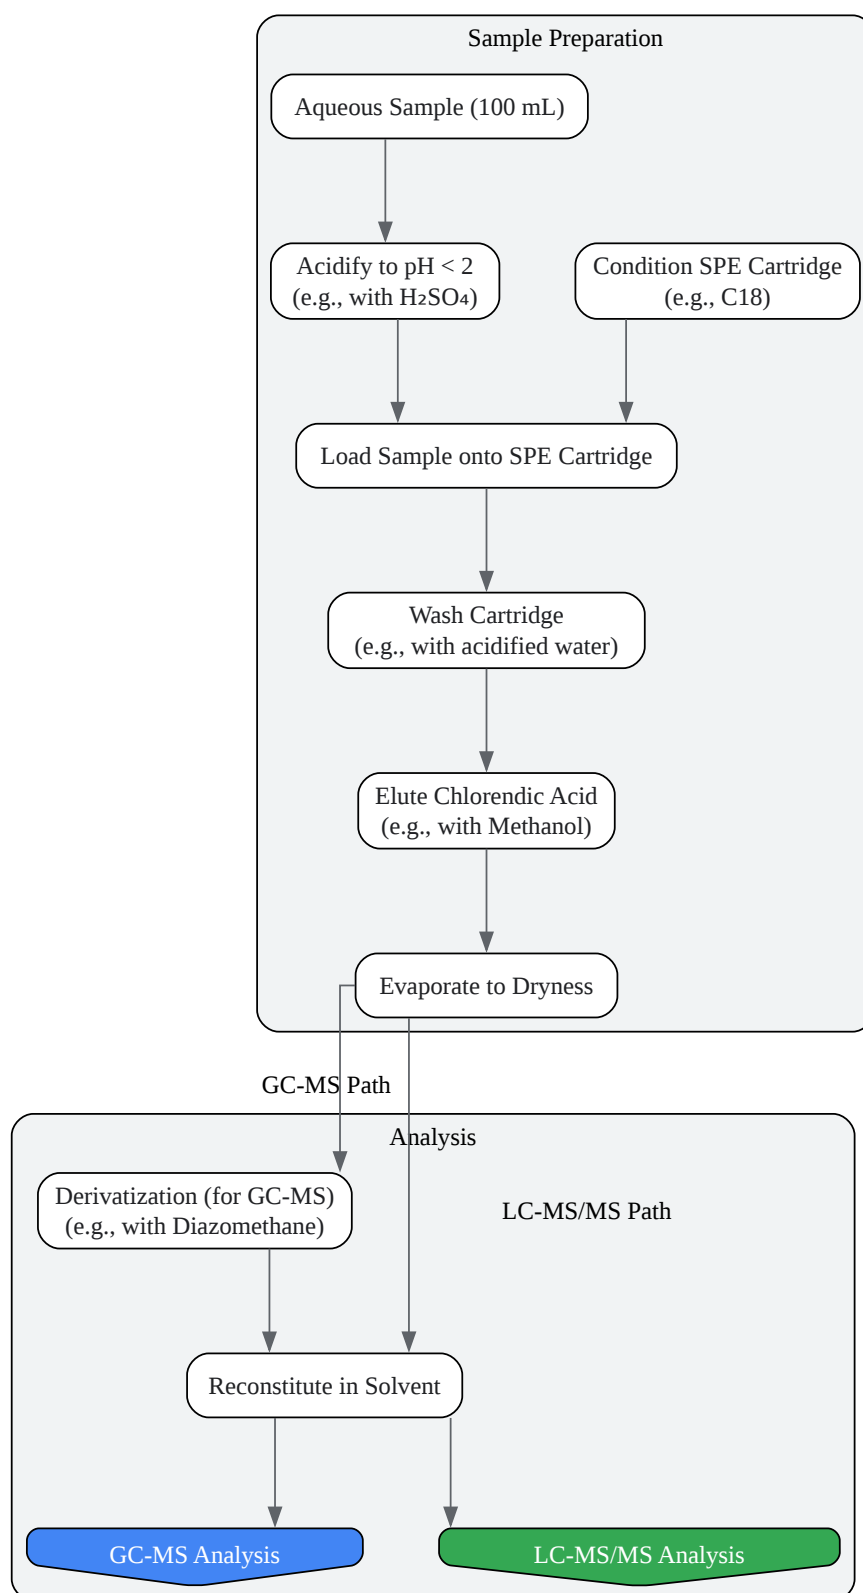 Sample Preparation
Aqueous Sample (100 mL)
Acidify to pH < 2
(e.g., with H₂SO₄)
Condition SPE Cartridge
(e.g., C18)
Load Sample onto SPE Cartridge
Wash Cartridge
(e.g., with acidified water)
Elute Chlorendic Acid
(e.g., with Methanol)
Evaporate to Dryness
GC-MS Path
Analysis
Derivatization (for GC-MS)
(e.g., with Diazomethane)
LC-MS/MS Path
Reconstitute in Solvent
GC-MS Analysis
LC-MS/MS Analysis